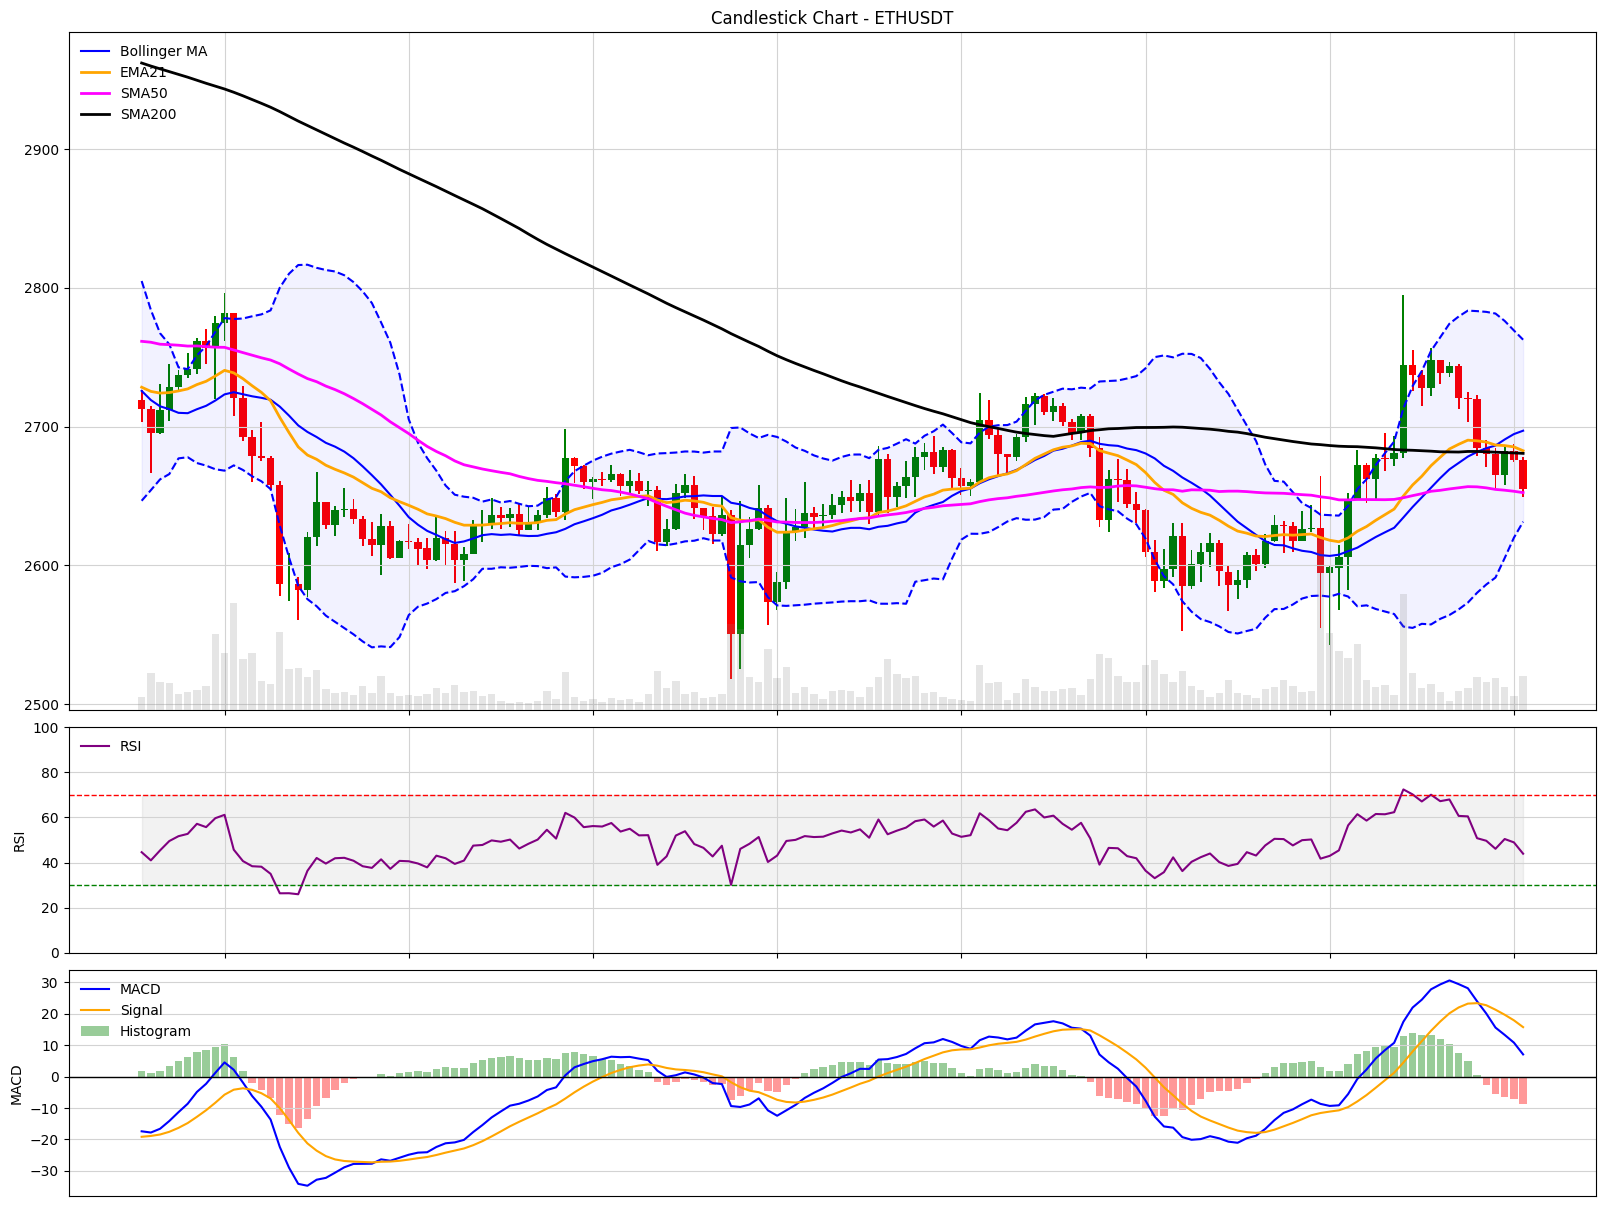 Candlestick Chart - ETHUSDT
Bollinger MA
EMA21
SMA50
SMA200
2900
2800
2700
2600
2500
100
80
60
40
20
0
RSI
RSI
30
20
10
0
−10
−20
−30
MACD
MACD
Signal
Histogram